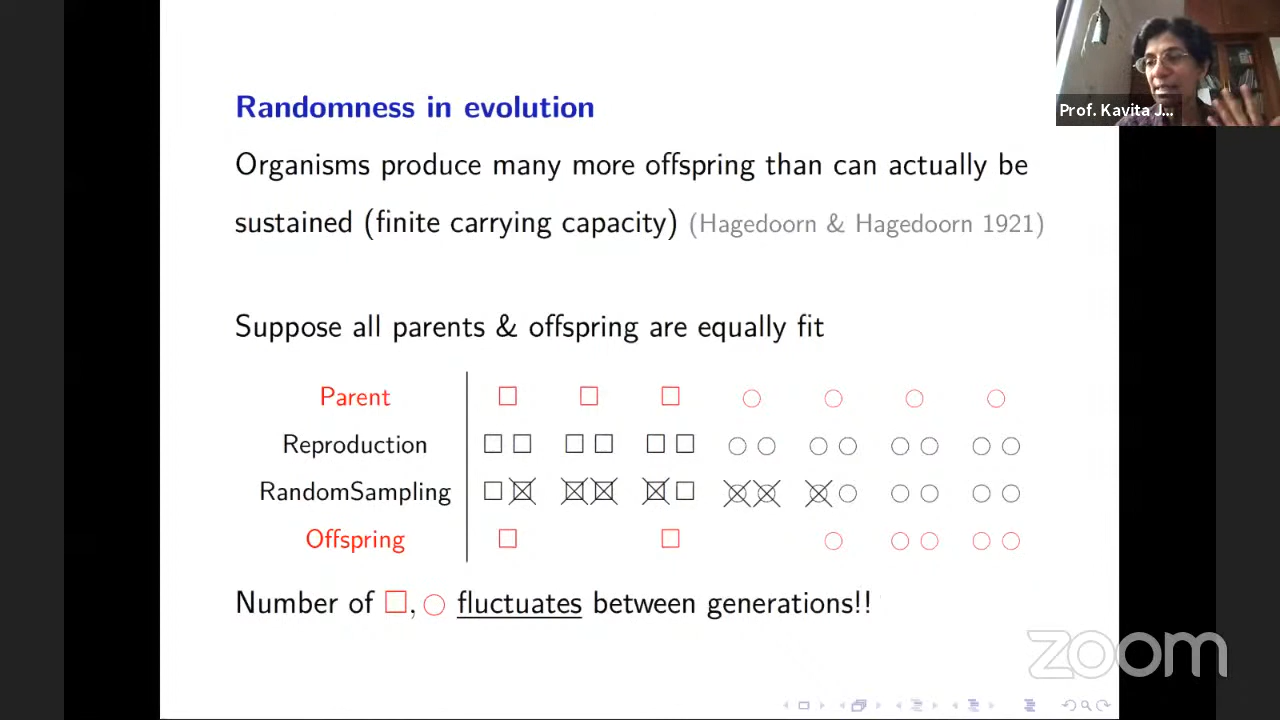 Prof. Kavita J...
Randomness in evolution
Organisms produce many more offspring than can actually be
sustained (finite carrying capacity) (Hagedoorn & Hagedoorn 1921)
Suppose all parents & offspring are equally fit
Parent
Reproduction
RandomSampling
Offspring
Number of □, ○ fluctuates between generations!!
zoom